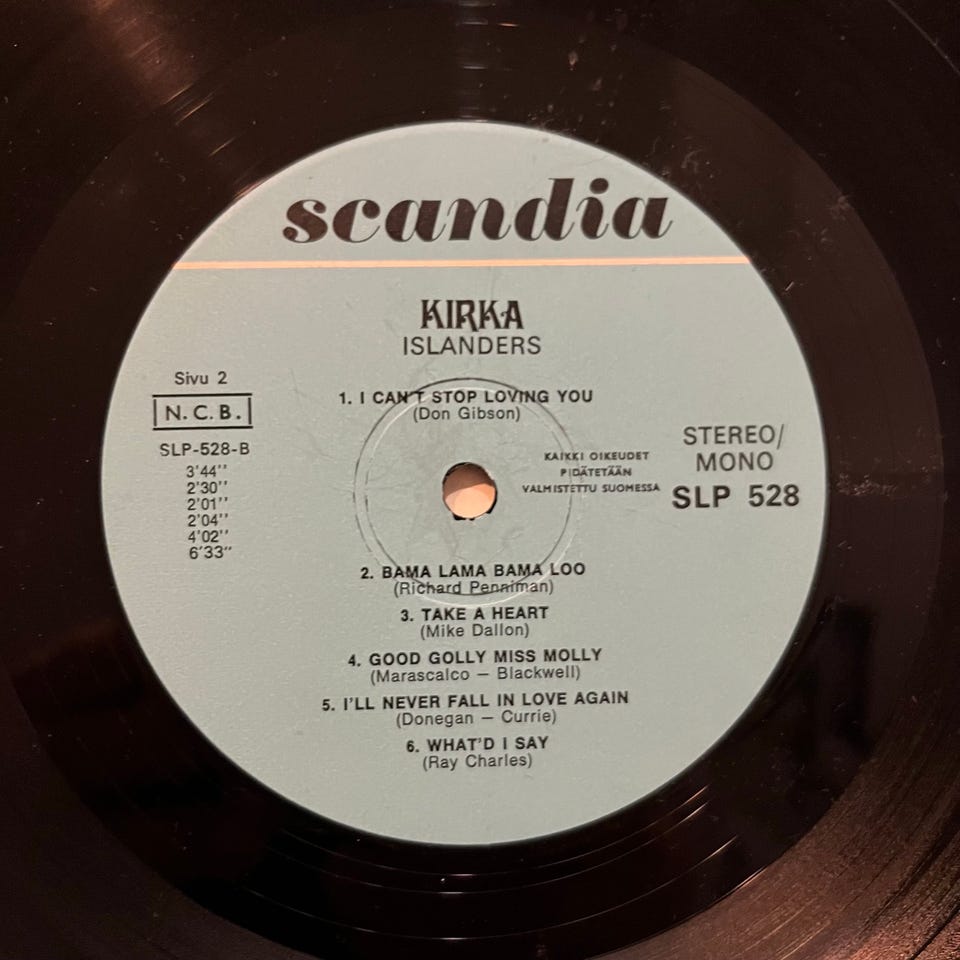 scandia
KIRKA
ISLANDERS
Sivu 2
N.C.B.
SLP-528-B
3'44''
2'30''
2'01''
2'04''
4'02''
6'33"
1. I CAN'T STOP LOVING YOU
(Don Gibson)
KAIKKI OIKEUDET
PIDÄTETÄÄN
VALMISTETTU SUOMESSA
STEREO/
MONO
SLP 528
2. BAMA LAMA BAMA LOO
(Richard Penniman)
3. TAKE A HEART
(Mike Dallon)
4. GOOD GOLLY MISS MOLLY
(Marascalco — Blackwell)
5. I'LL NEVER FALL IN LOVE AGAIN
(Donegan — Currie)
6. WHAT'D I SAY
(Ray Charles)